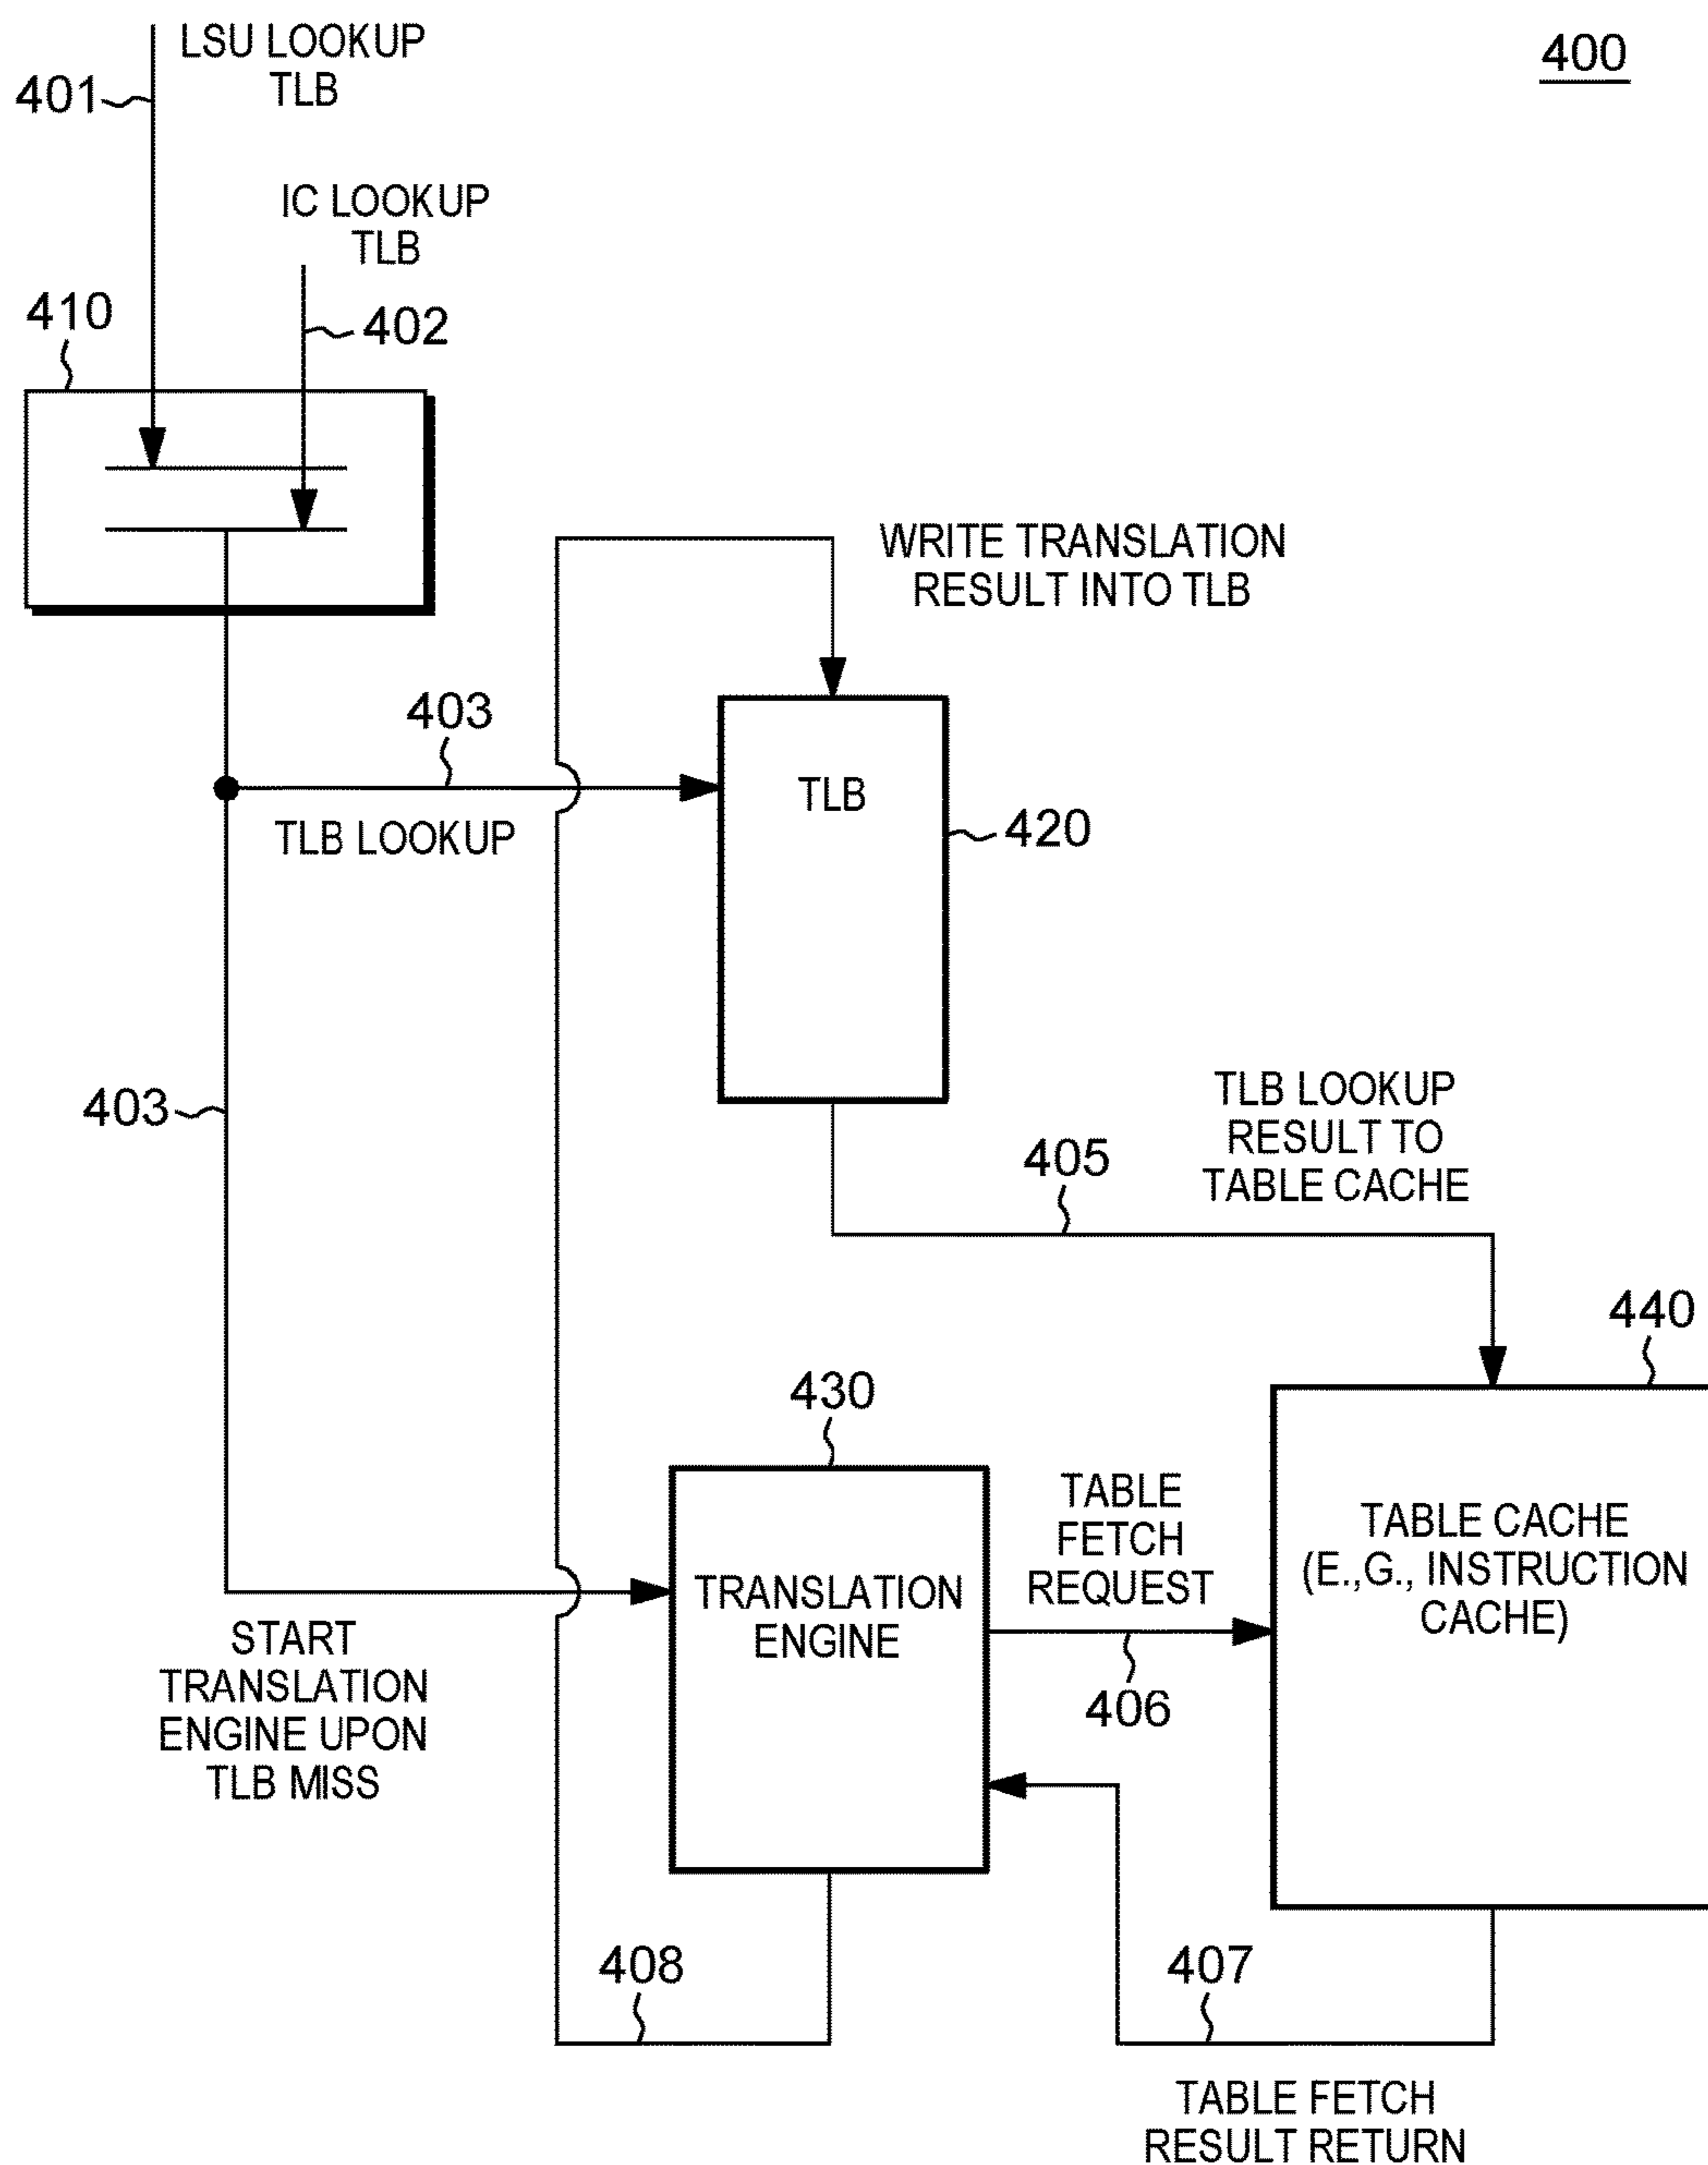 LSU LOOKUP
TLB
400
401
IC LOOKUP
TLB
410
402
WRITE TRANSLATION
RESULT INTO TLB
403
TLB
TLB LOOKUP
420
403
TLB LOOKUP
RESULT TO
TABLE CACHE
405
440
430
TABLE
FETCH
REQUEST
TABLE CACHE
(E.,G., INSTRUCTION
CACHE)
TRANSLATION
ENGINE
START
TRANSLATION
ENGINE UPON
TLB MISS
406
408
407
TABLE FETCH
RESULT RETURN